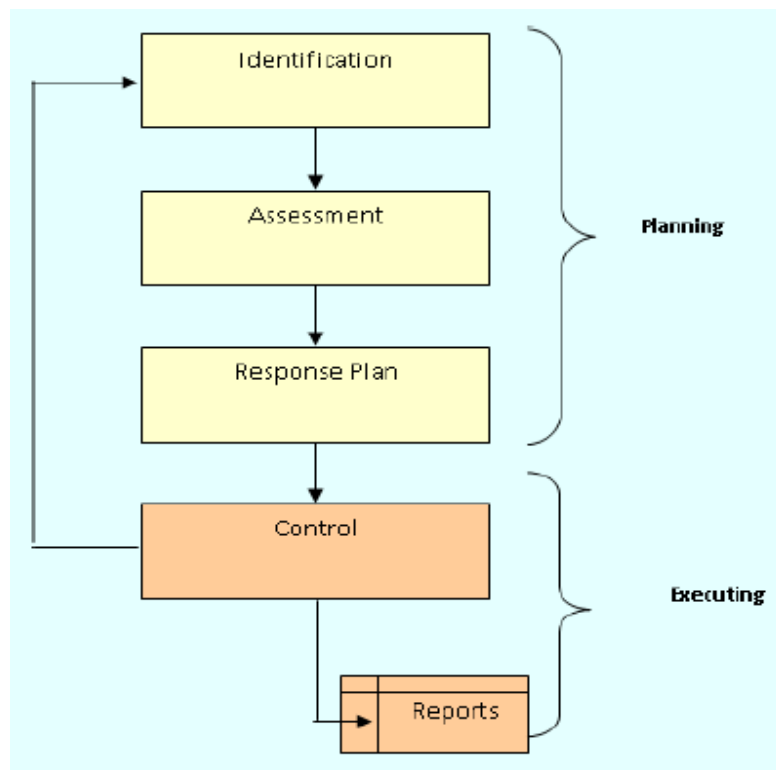 Identification
Assessment
Planning
Response Plan
Control
Executing
Reports